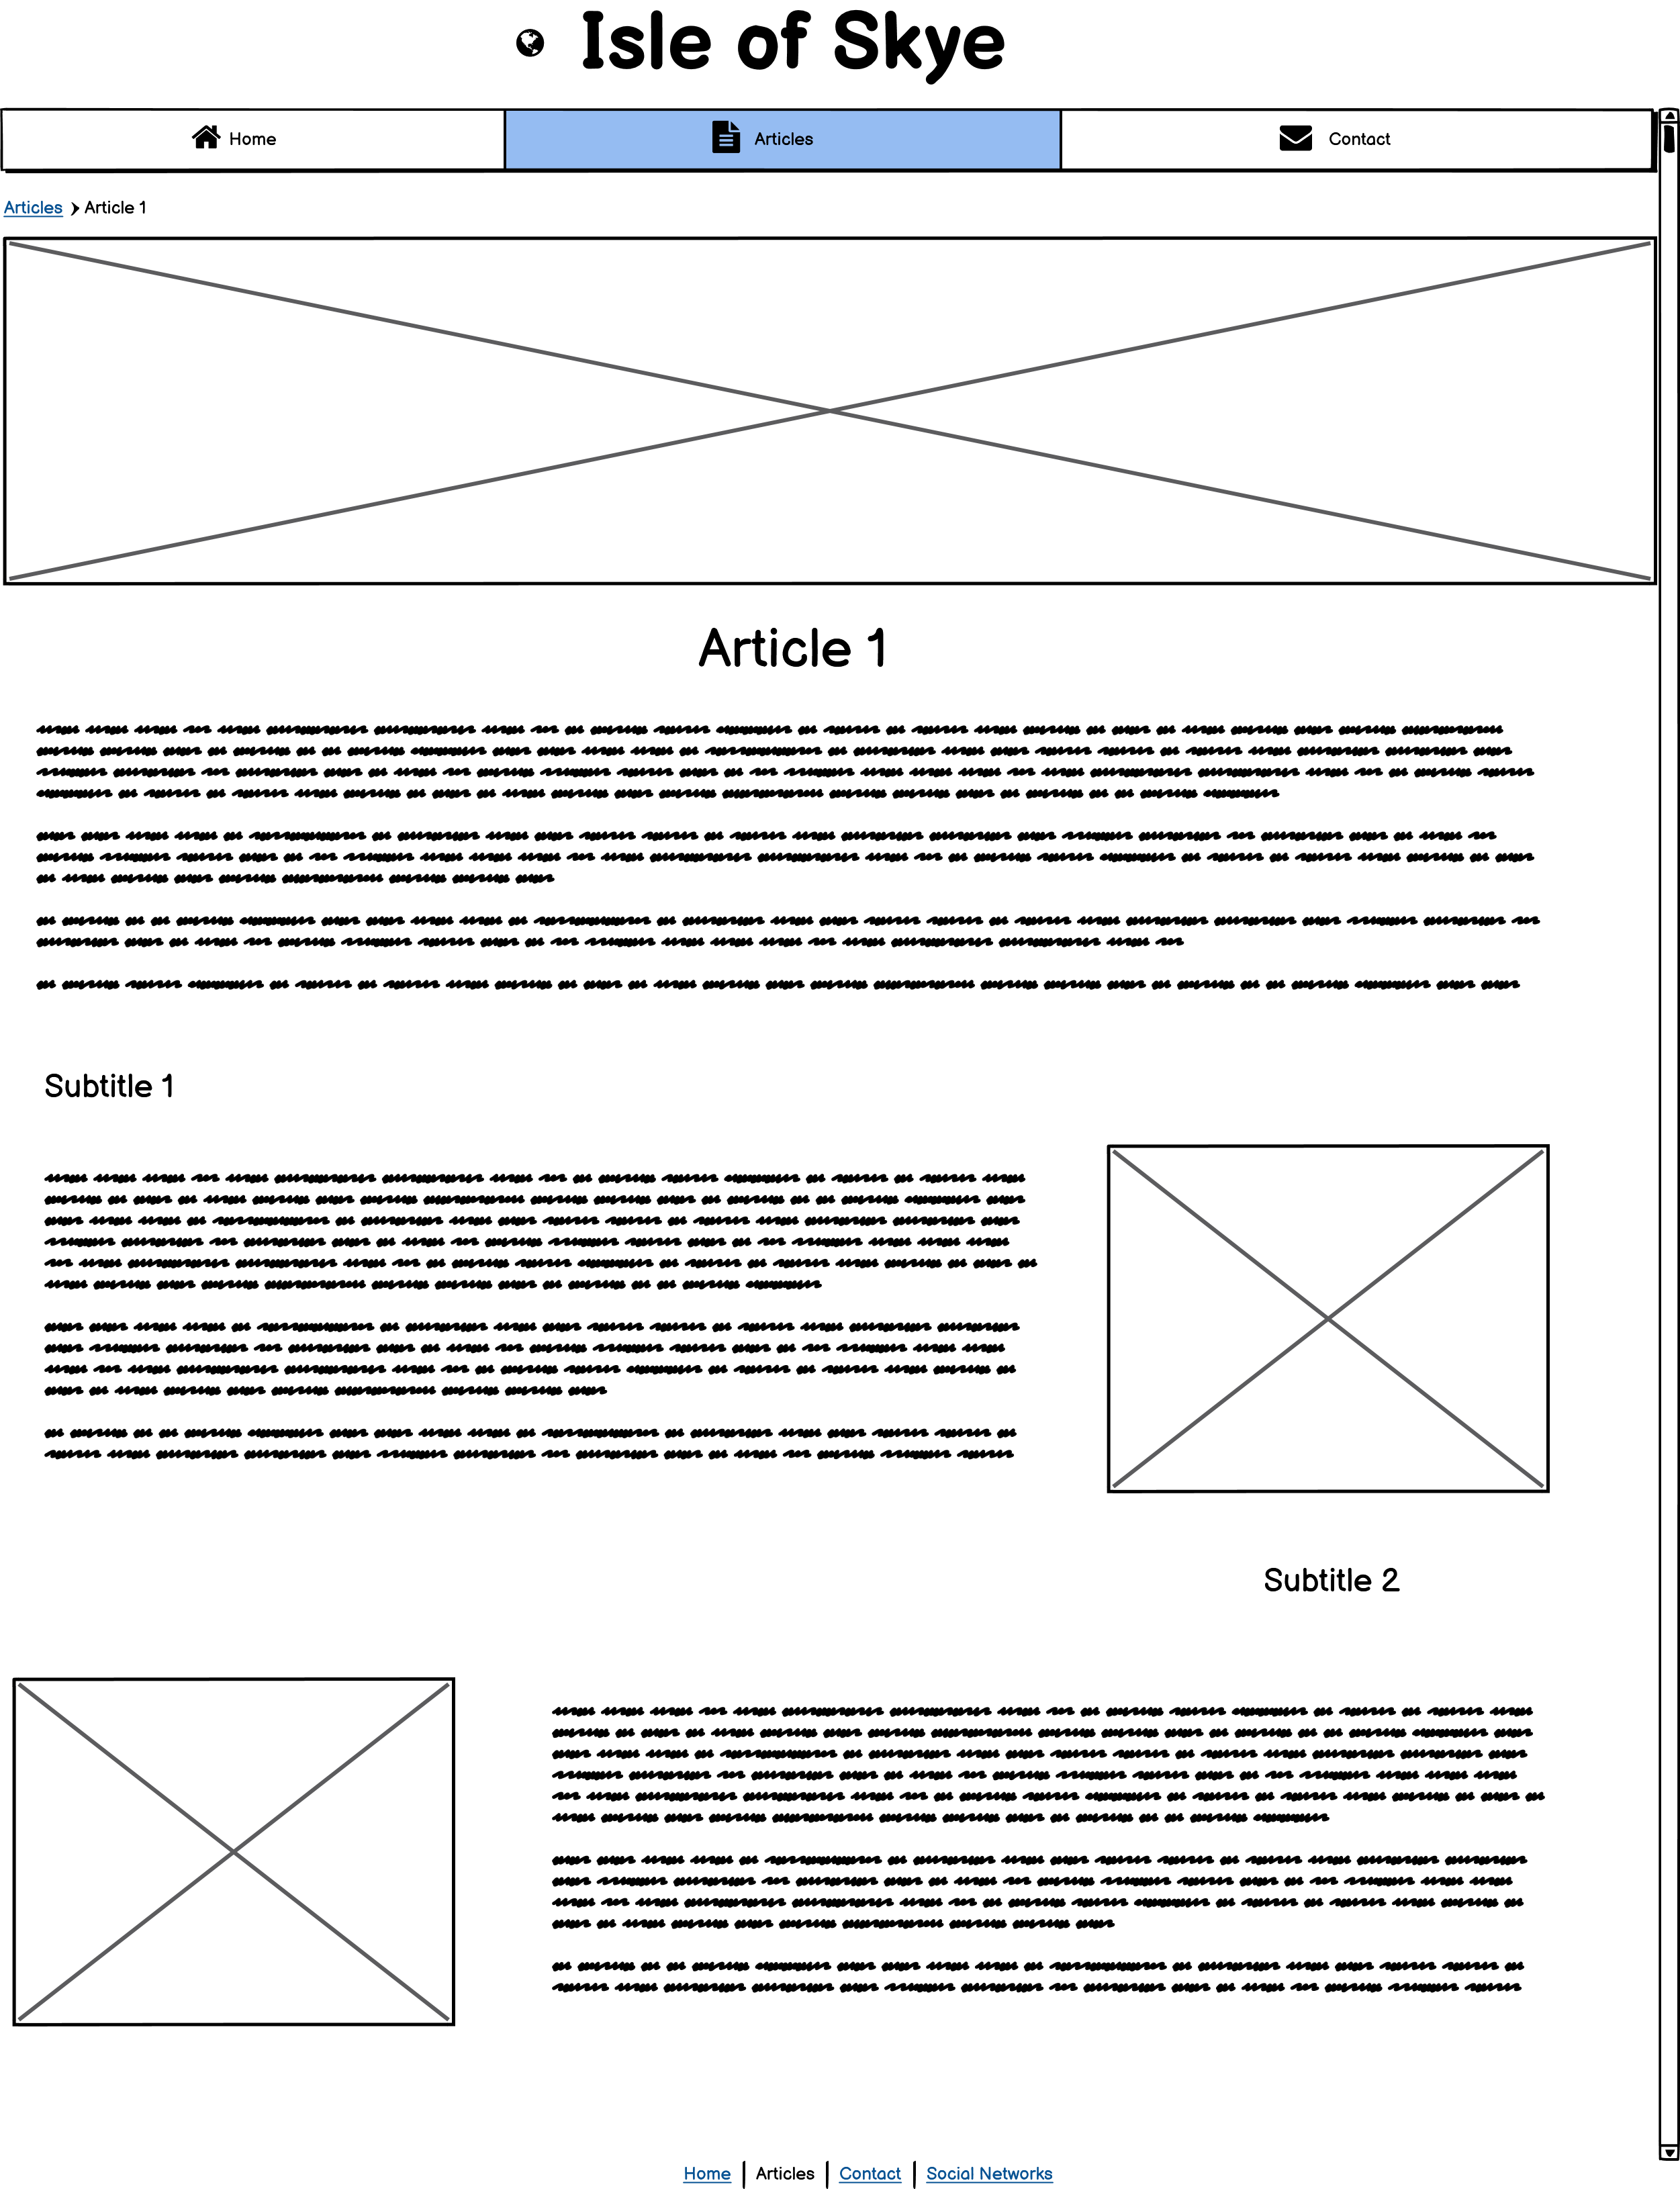 Isle of Skye
Home Articles Contact
Articles Article 1
Article 1
Subtitle 1
Subtitle 2
Home Articles Contact Social Networks